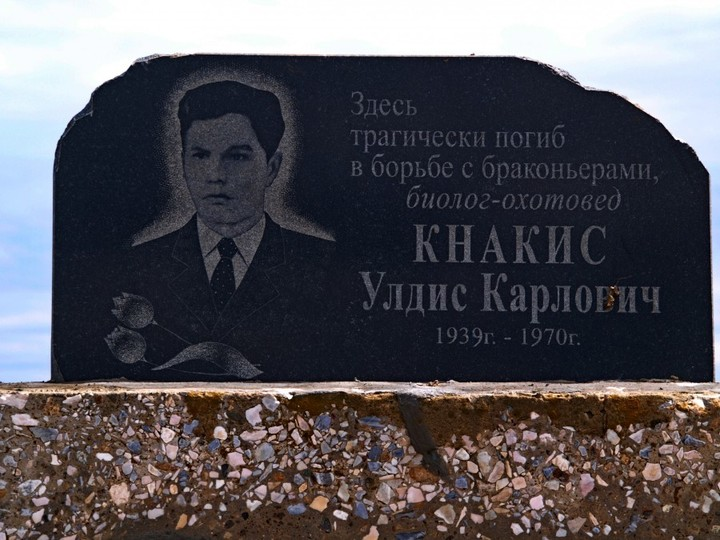 Здесь
трагически погиб
в борьбе с браконьерами,
биолог-охотовед
КНАКИС
Улдис Карлович
1939г. - 1970г.